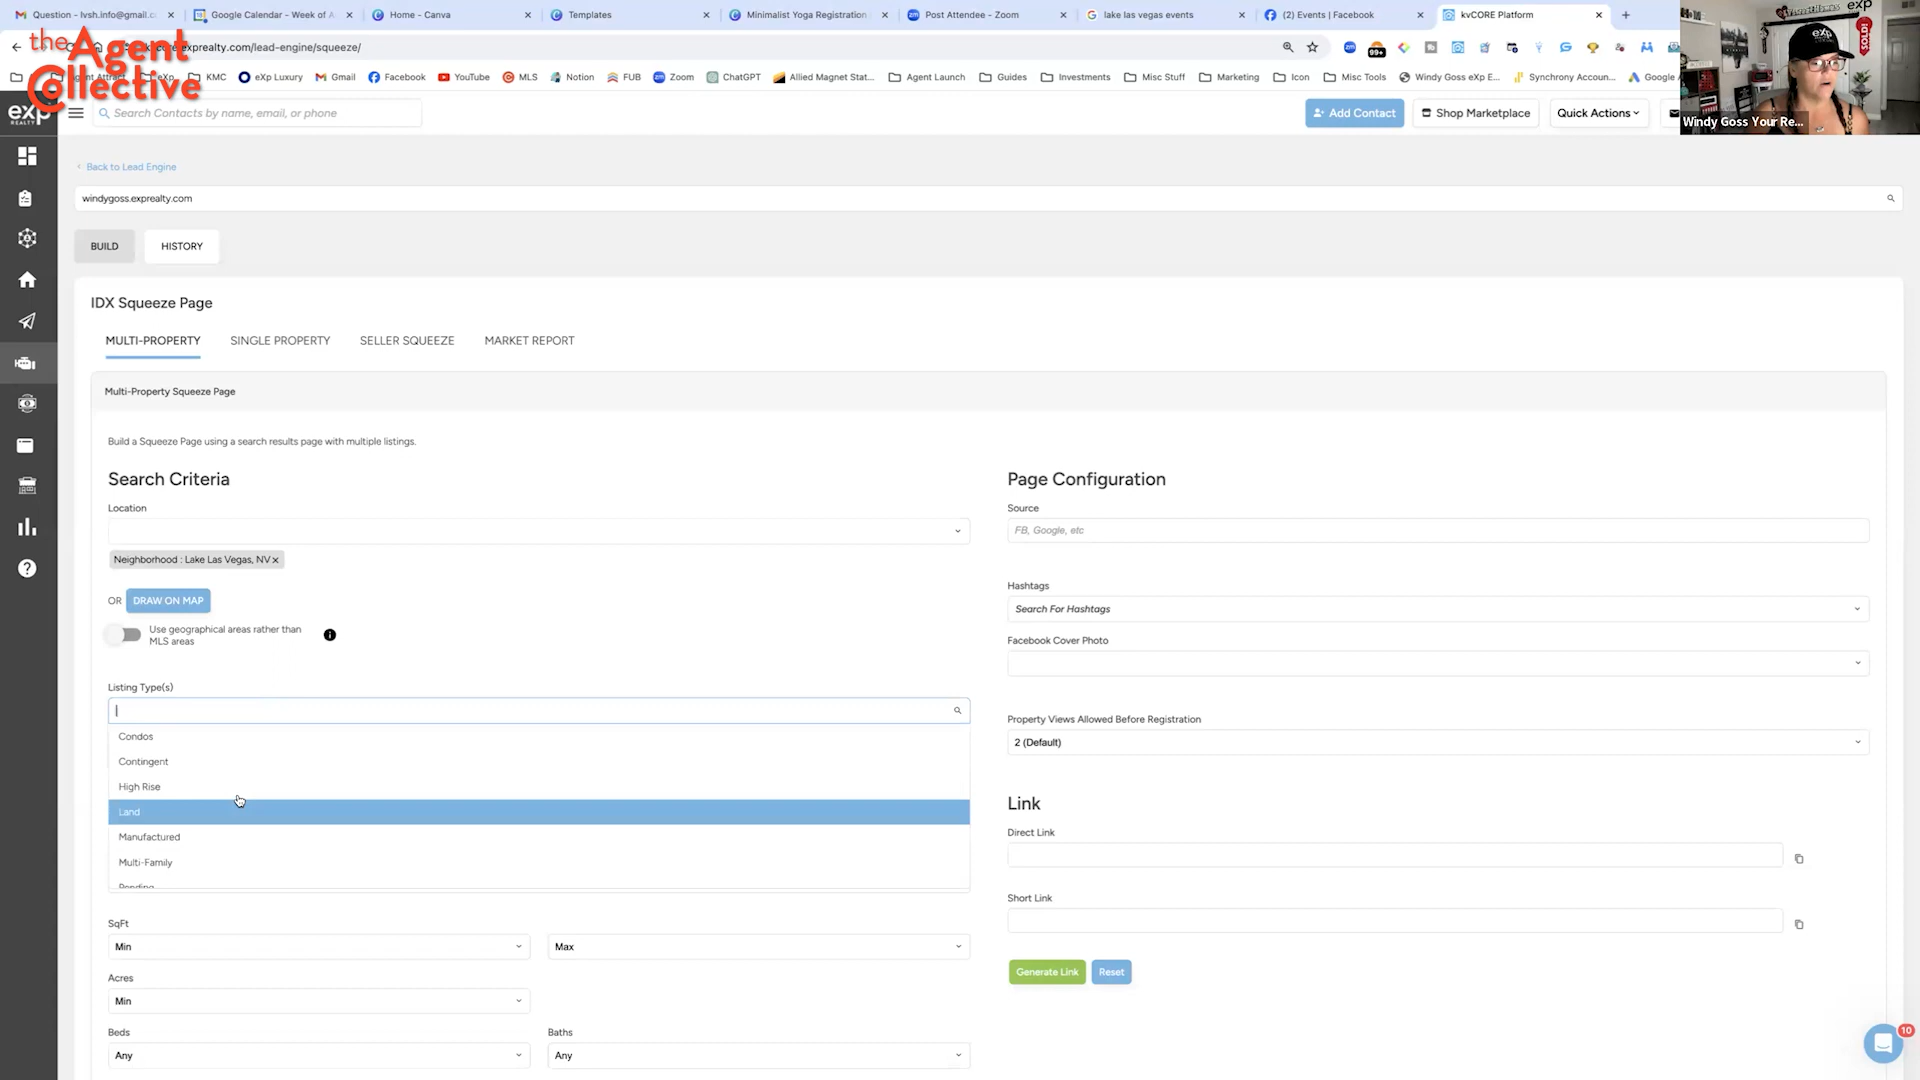 Question - lvsh.info@gmail.c
Google Calendar - Week of A
Home - Canva
Templates
Minimalist Yoga Registration
Post Attendee - Zoom
lake las vegas events
(2) Events | Facebook
kvCORE Platform
exprealty.com/lead-engine/squeeze/
99+
the Agent Collective
eXp
KMC
eXp Luxury
Gmail
Facebook
YouTube
MLS
Notion
FUB
Zoom
ChatGPT
Allied Magnet Stat...
Agent Launch
Guides
Investments
Misc Stuff
Marketing
Icon
Misc Tools
Windy Goss eXp E...
Synchrony Accoun...
Google
eXp
SOLD!
eXp
Windy Goss Your Re...
eXp
REALTY
Search Contacts by name, email, or phone
Add Contact
Shop Marketplace
Quick Actions
Back to Lead Engine
windygoss.exprealty.com
BUILD
HISTORY
IDX Squeeze Page
MULTI-PROPERTY
SINGLE PROPERTY
SELLER SQUEEZE
MARKET REPORT
Multi-Property Squeeze Page
Build a Squeeze Page using a search results page with multiple listings.
Search Criteria
Location
Neighborhood : Lake Las Vegas, NV ×
OR DRAW ON MAP
Use geographical areas rather than
MLS areas
Listing Type(s)
Condos
Contingent
High Rise
Land
Manufactured
Multi-Family
Pending
SqFt
Min
Max
Acres
Min
Beds
Baths
Any
Any
Page Configuration
Source
FB, Google, etc
Hashtags
Search For Hashtags
Facebook Cover Photo
Property Views Allowed Before Registration
2 (Default)
Link
Direct Link
Short Link
Generate Link
Reset
10